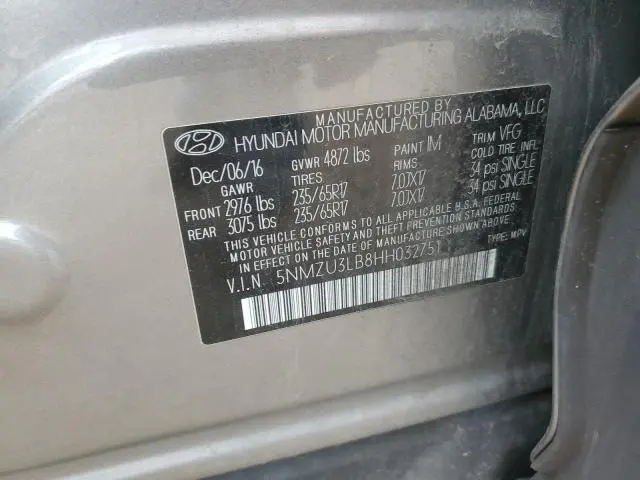 MANUFACTURED BY
HYUNDAI MOTOR MANUFACTURING ALABAMA, LLC
Dec/06/16 GVWR 4872 lbs PAINT 1M TRIM VFG
GAWR TIRES RIMS COLD TIRE INFL.
FRONT 2976 lbs 235/65R17 7.0JX17 34 psi SINGLE
REAR 3075 lbs 235/65R17 7.0JX17 34 psi SINGLE
THIS VEHICLE CONFORMS TO ALL APPLICABLE U.S.A. FEDERAL
MOTOR VEHICLE SAFETY AND THEFT PREVENTION STANDARDS
IN EFFECT ON THE DATE OF MANUFACTURE SHOWN ABOVE.
V.I.N. 5NMZU3LB8HH032751 TYPE: MPV